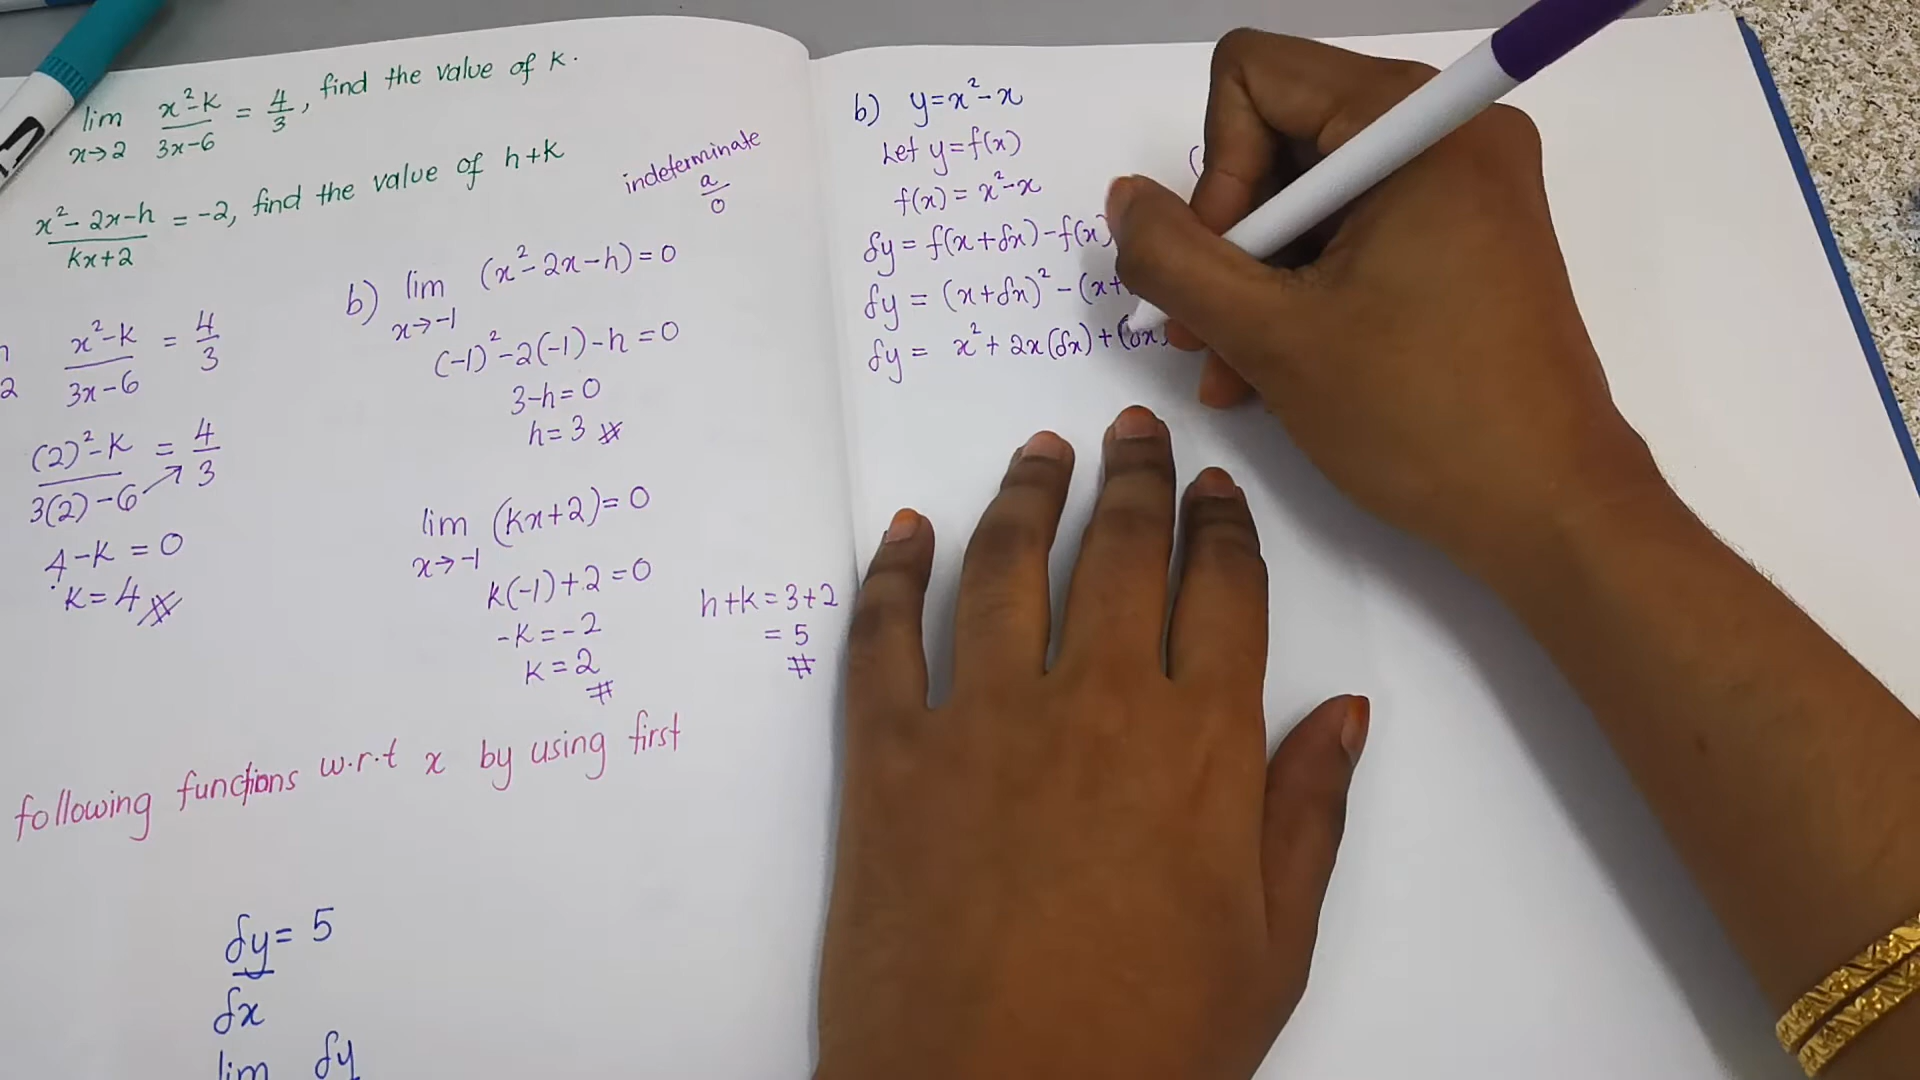 lim x²-k / 3x-6 = 4/3, find the value of k.
x→2
x²-2x-h / kx+2 = -2, find the value of h+k
indeterminate
a/0
x²-k / 3x-6 = 4/3
2
(2)²-k / 3(2)-6 = 4/3
4-k = 0
k=4
b) lim (x²-2x-h)=0
x→-1
(-1)²-2(-1)-h=0
3-h=0
h=3
lim (kx+2)=0
x→-1
k(-1)+2=0
-k=-2
k=2
#
h+k=3+2
= 5
#
following functions w.r.t x by using first
δy = 5
δx
lim δy
b) y=x²-x
Let y=f(x)
f(x) = x²-x
δy = f(x+δx)-f(x)
δy = (x+δx)²-(x+
δy = x²+2x(δx)+(δx)